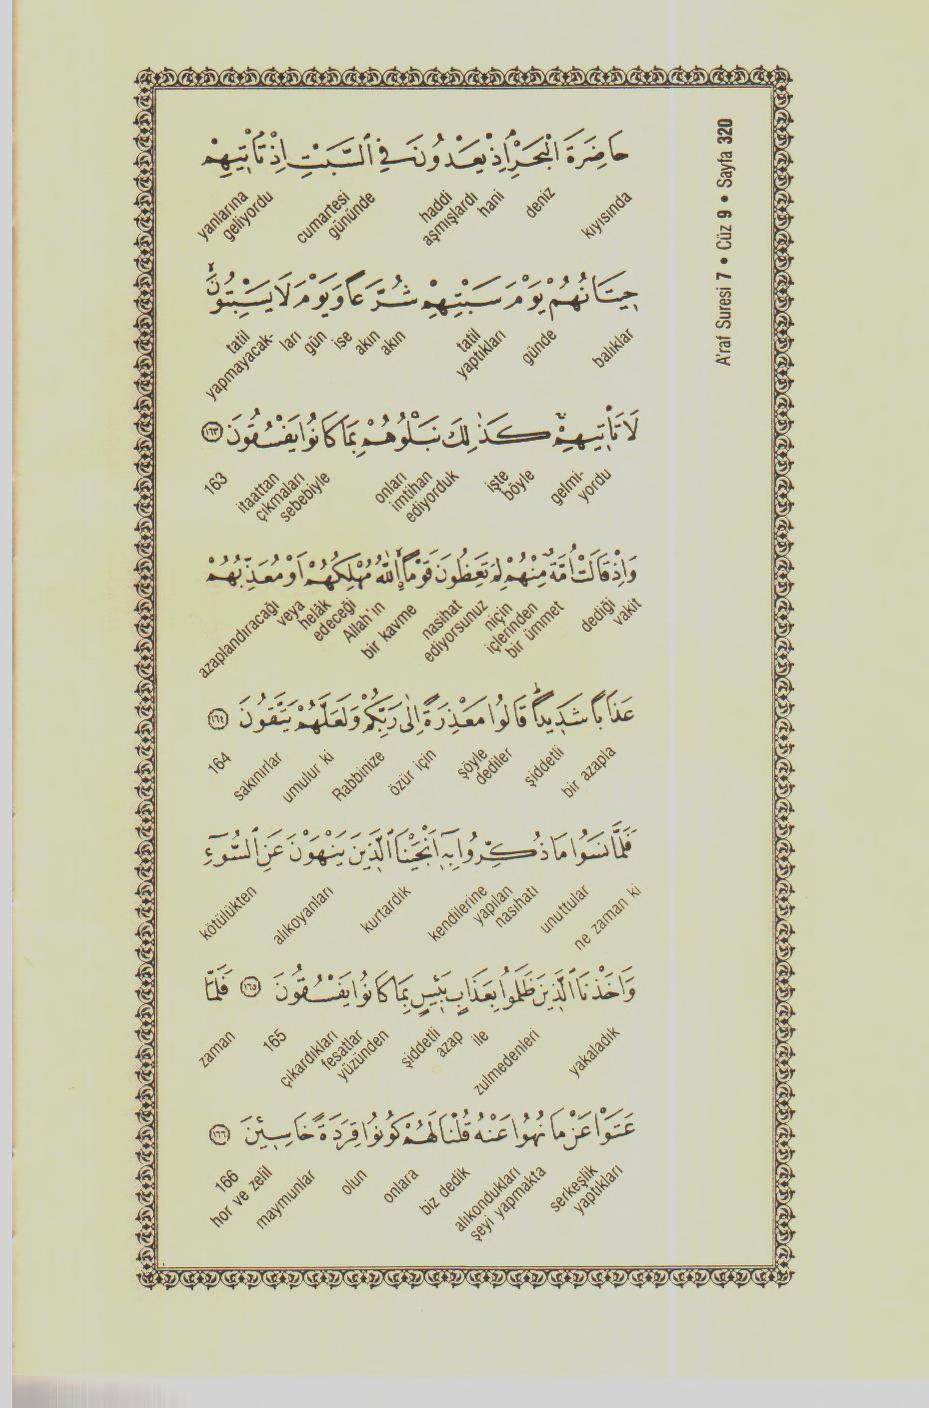 A'raf Suresi 7 • Cüz 9 • Sayfa 320
حَاضِرَةَ الْبَحْرِۢ اِذْ يَعْدُونَ فِي السَّبْتِ اِذْ تَأْت۪يهِمْ
kıyısında deniz hani haddi aşmışlardı cumartesi gününde yanlarına geliyordu
ح۪يتَانُهُمْ يَوْمَ سَبْتِهِمْ شُرَّعًا وَيَوْمَ لَا يَسْبِتُونَۙ
balıklar günde tatil yaptıkları akın akın ise gün ları tatil yapmayacak-
لَا تَأْت۪يهِمْۚ كَذٰلِكَ نَبْلُوهُمْ بِمَا كَانُوا يَفْسُقُونَ ﴿١٦٣﴾
gelmi- yordu işte böyle onları imtihan ediyorduk itaattan çıkmaları sebebiyle 163
وَاِذْ قَالَتْ اُمَّةٌ مِنْهُمْ لِمَ تَعِظُونَ قَوْمًاۙ اَللّٰهُ مُهْلِكُهُمْ اَوْ مُعَذِّبُهُمْ
dediği vakit bir ümmet içlerinden niçin nasihat ediyorsunuz bir kavme Allah'ın helâk edeceği veya azaplandıracağı
عَذَابًا شَد۪يدًاۜ قَالُوا مَعْذِرَةً اِلٰى رَبِّكُمْ وَلَعَلَّهُمْ يَتَّقُونَ ﴿١٦٤﴾
bir azapla şiddetli şöyle dediler özür için Rabbinize umulur ki sakınırlar 164
فَلَمَّا نَسُوا مَا ذُكِّرُوا بِه۪ٓ اَنْجَيْنَا الَّذ۪ينَ يَنْهَوْنَ عَنِ السُّٓوءِ
ne zaman ki unuttular kendilerine yapılan nasihatı kurtardık alıkoyanları kötülükten
وَاَخَذْنَا الَّذ۪ينَ ظَلَمُوا بِعَذَابٍ بَـ۪ٔيسٍ بِمَا كَانُوا يَفْسُقُونَ ﴿١٦٥﴾ فَلَمَّا
yakaladık zulmedenleri ile azap şiddetli çıkardıkları fesatlar yüzünden 165 zaman
عَتَوْا عَنْ مَا نُهُوا عَنْهُ قُلْنَا لَهُمْ كُونُوا قِرَدَةً خَاسِـ۪ٔينَ ﴿١٦٦﴾
serkeşlik yaptıkları alıkondukları şeyi yapmakta biz dedik onlara olun maymunlar hor ve zelil 166